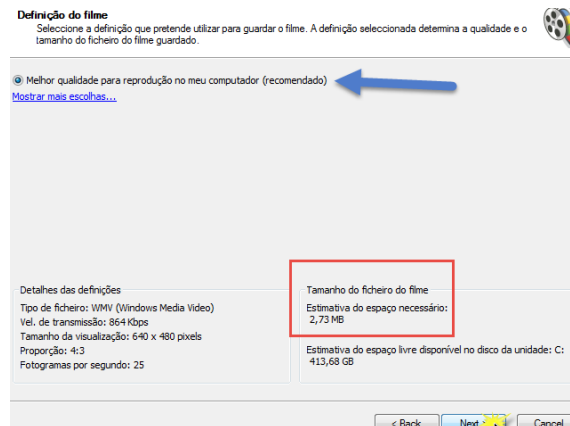 Definição do filme
Seleccione a definição que pretende utilizar para guardar o filme. A definição seleccionada determina a qualidade e o
tamanho do ficheiro do filme guardado.
Melhor qualidade para reprodução no meu computador (recomendado)
Mostrar mais escolhas...
Detalhes das definições
Tipo de ficheiro: WMV (Windows Media Video)
Vel. de transmissão: 864 Kbps
Tamanho da visualização: 640 x 480 pixels
Proporção: 4:3
Fotogramas por segundo: 25
Tamanho do ficheiro do filme
Estimativa do espaço necessário:
2,73 MB
Estimativa do espaço livre disponível no disco da unidade: C:
413,68 GB
< Back
Next
Cancel